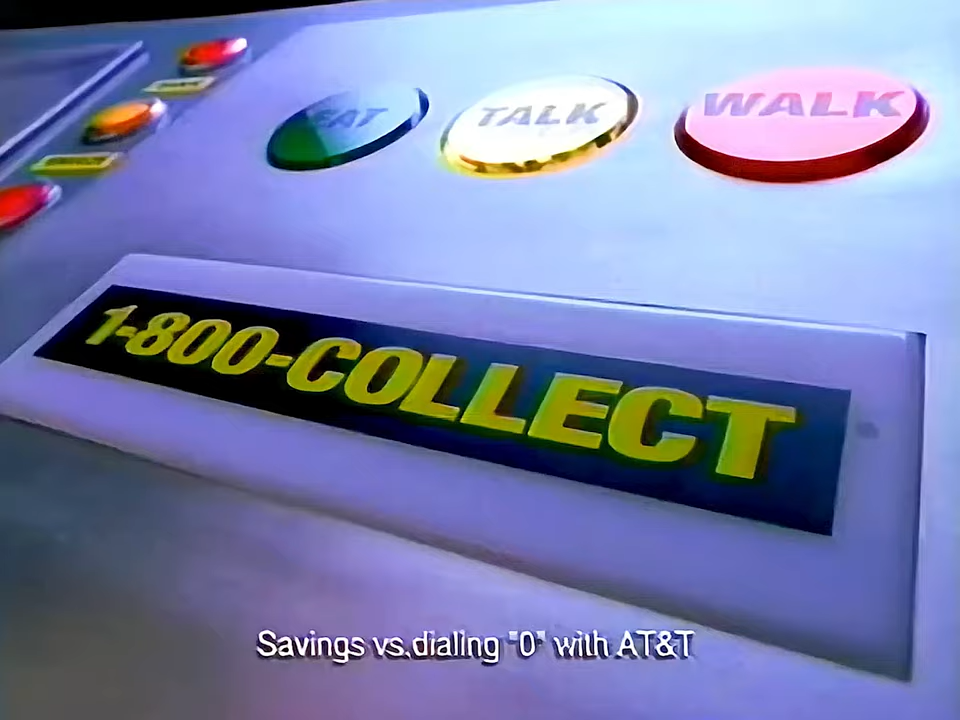 EAT
TALK
WALK
1-800-COLLECT
Savings vs. dialing "0" with AT&T